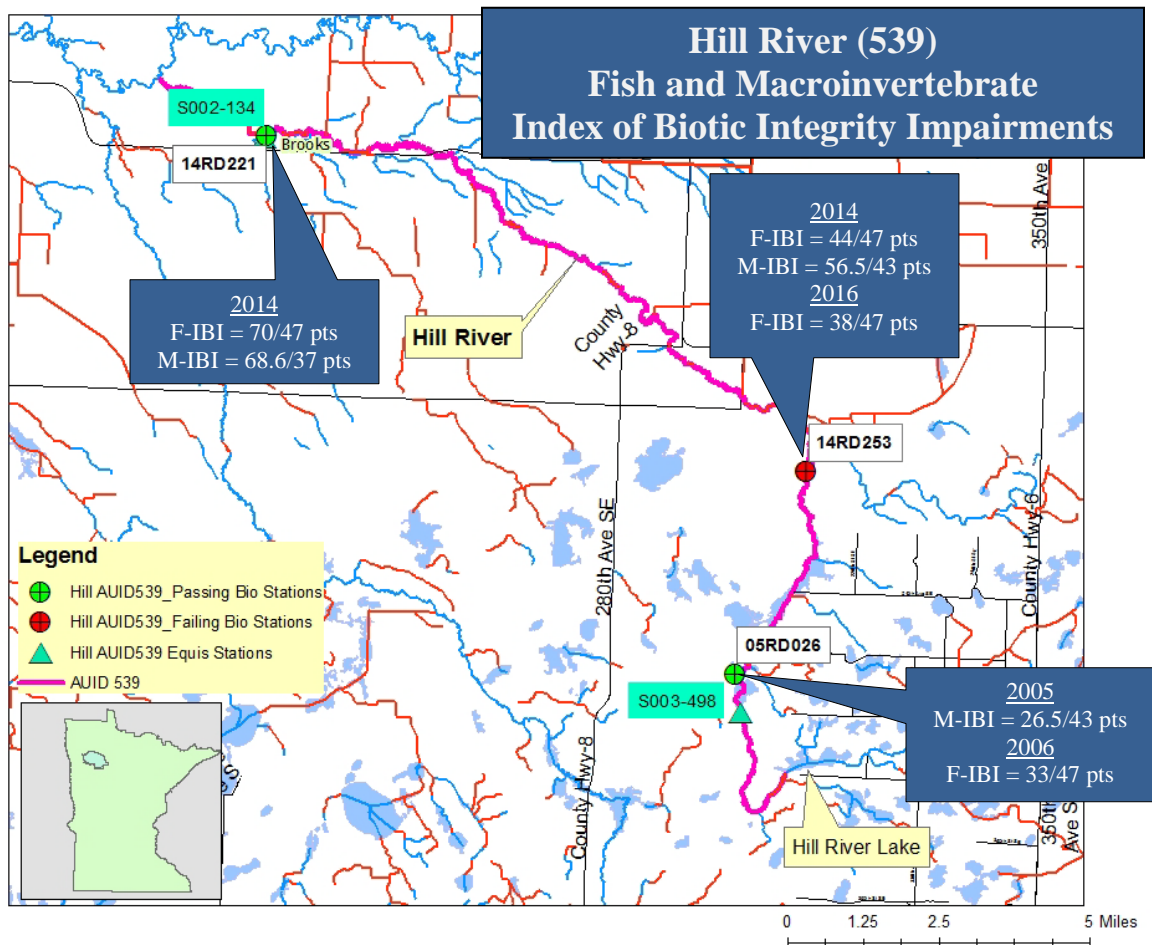 Hill River (539)
Fish and Macroinvertebrate
Index of Biotic Integrity Impairments
S002-134
Brooks
14RD221
350th Ave
2014
F-IBI = 44/47 pts
M-IBI = 56.5/43 pts
2016
F-IBI = 38/47 pts
2014
F-IBI = 70/47 pts
M-IBI = 68.6/37 pts
Hill River
County
Hwy-8
14RD253
280th Ave SE
County Hwy-6
Legend
Hill AUID539_Passing Bio Stations
Hill AUID539_Failing Bio Stations
Hill AUID539 Equis Stations
AUID 539
05RD026
S003-498
2005
M-IBI = 26.5/43 pts
2006
F-IBI = 33/47 pts
County Hwy-8
350th
Ave S
Hill River Lake
0 1.25 2.5 5 Miles